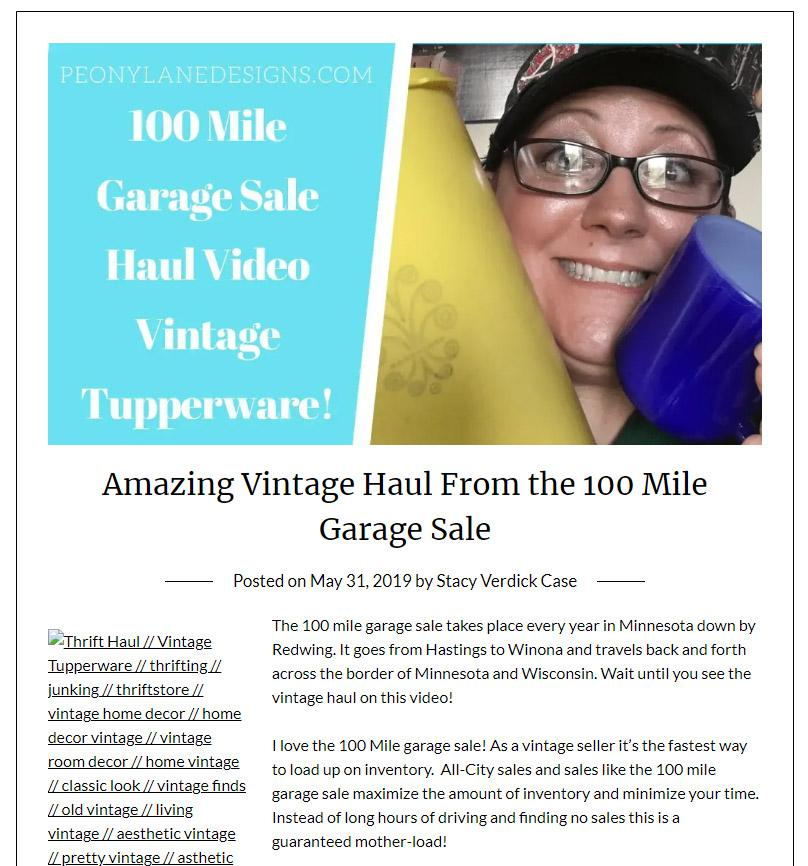 PEONYLANEDESIGNS.COM
100 Mile
Garage Sale
Haul Video
Vintage
Tupperware!
Amazing Vintage Haul From the 100 Mile
Garage Sale
Posted on May 31, 2019 by Stacy Verdick Case
Thrift Haul // Vintage
Tupperware // thrifting //
junking // thriftstore //
vintage home decor // home
decor vintage // vintage
room decor // home vintage
// classic look // vintage finds
// old vintage // living
vintage // aesthetic vintage
// pretty vintage // asthetic
The 100 mile garage sale takes place every year in Minnesota down by
Redwing. It goes from Hastings to Winona and travels back and forth
across the border of Minnesota and Wisconsin. Wait until you see the
vintage haul on this video!
I love the 100 Mile garage sale! As a vintage seller it’s the fastest way
to load up on inventory.  All-City sales and sales like the 100 mile
garage sale maximize the amount of inventory and minimize your time.
Instead of long hours of driving and finding no sales this is a
guaranteed mother-load!